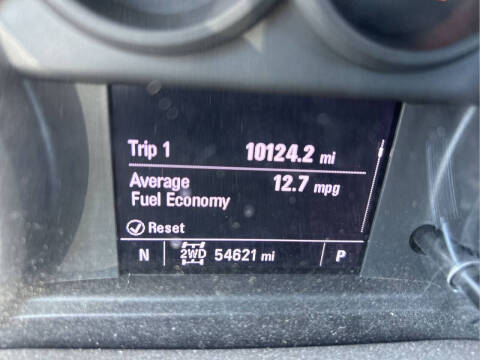 Trip 1 10124.2 mi
Average 12.7 mpg
Fuel Economy
Reset
N 2WD 54621 mi P